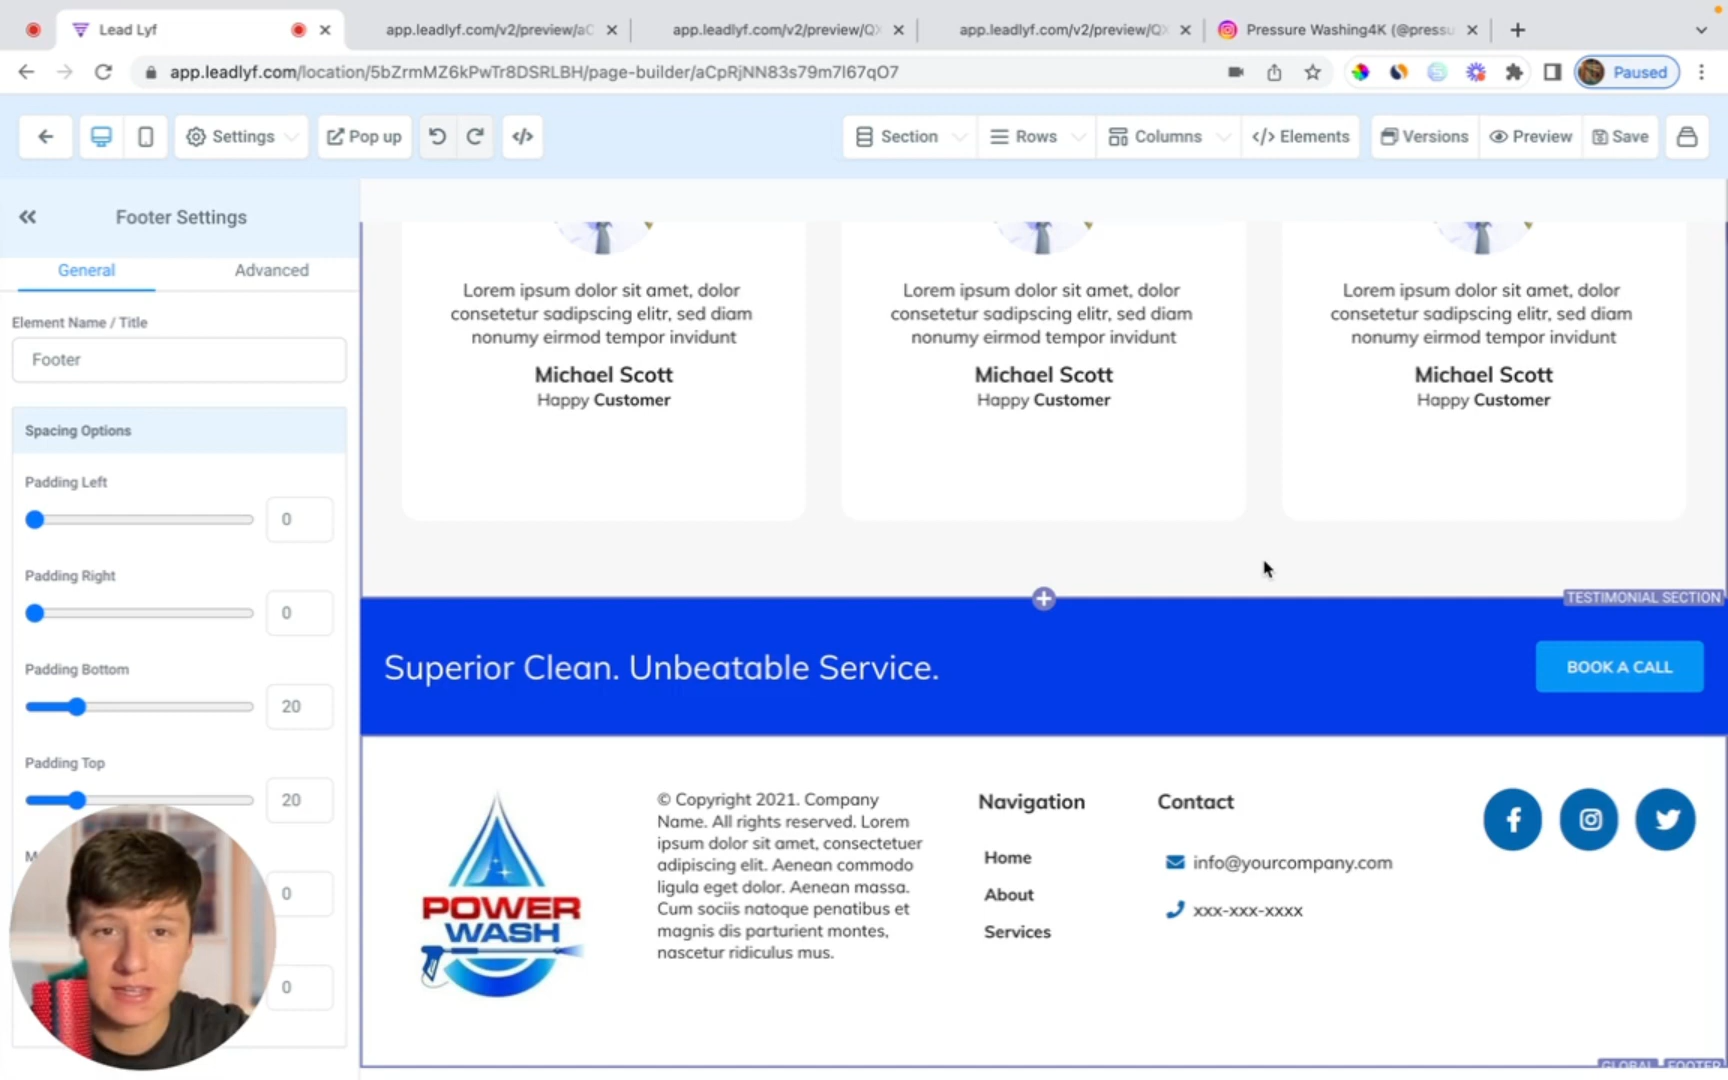 Lead Lyf
app.leadlyf.com/v2/preview/aC
app.leadlyf.com/v2/preview/QX
app.leadlyf.com/v2/preview/QX
Pressure Washing4K (@pressu
app.leadlyf.com/location/5bZrmMZ6kPwTr8DSRLBH/page-builder/aCpRjNN83s79m7l67qO7
Paused
Settings
Pop up
Section
Rows
Columns
Elements
Versions
Preview
Save
Footer Settings
General
Advanced
Element Name / Title
Footer
Spacing Options
Padding Left
0
Padding Right
0
Padding Bottom
20
Padding Top
20
0
0
Lorem ipsum dolor sit amet, dolor
consetetur sadipscing elitr, sed diam
nonumy eirmod tempor invidunt
Michael Scott
Happy Customer
Lorem ipsum dolor sit amet, dolor
consetetur sadipscing elitr, sed diam
nonumy eirmod tempor invidunt
Michael Scott
Happy Customer
Lorem ipsum dolor sit amet, dolor
consetetur sadipscing elitr, sed diam
nonumy eirmod tempor invidunt
Michael Scott
Happy Customer
TESTIMONIAL SECTION
Superior Clean. Unbeatable Service.
BOOK A CALL
POWER
WASH
© Copyright 2021. Company
Name. All rights reserved. Lorem
ipsum dolor sit amet, consectetuer
adipiscing elit. Aenean commodo
ligula eget dolor. Aenean massa.
Cum sociis natoque penatibus et
magnis dis parturient montes,
nascetur ridiculus mus.
Navigation
Home
About
Services
Contact
info@yourcompany.com
xxx-xxx-xxxx
GLOBAL FOOTER